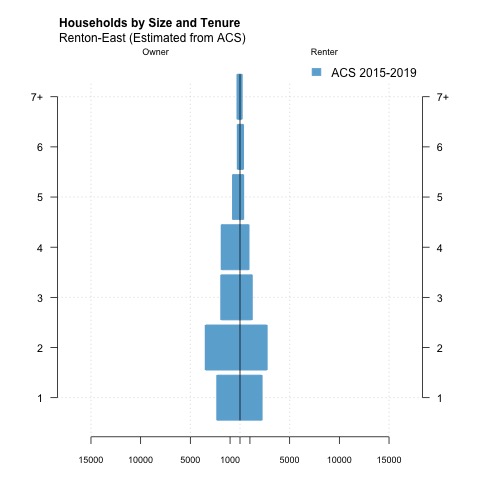 Households by Size and Tenure
Renton-East (Estimated from ACS)
Owner Renter
ACS 2015-2019
7+ 7+
6 6
5 5
4 4
3 3
2 2
1 1
15000 10000 5000 1000 5000 10000 15000